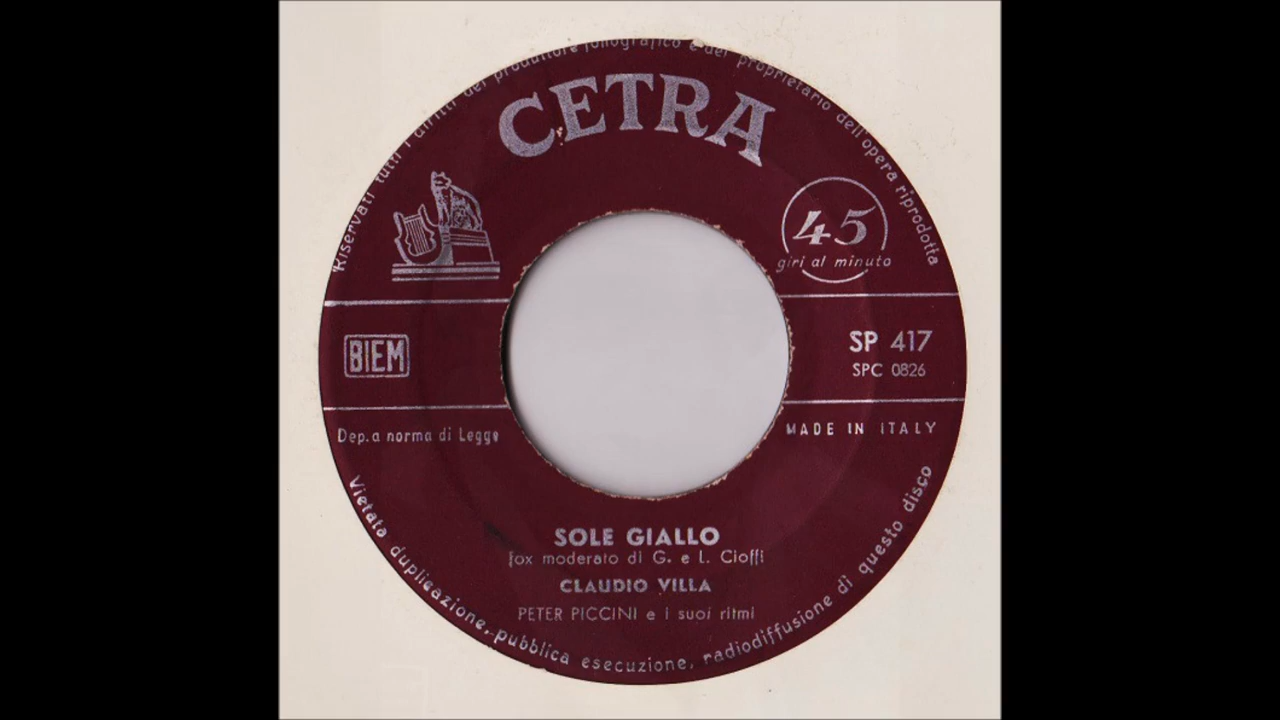 Riservati tutti i diritti del produttore fonografico e del proprietario dell'opera riprodotta
CETRA
45
giri al minuto
BIEM
SP 417
SPC 0826
Dep. a norma di Legge
MADE IN ITALY
SOLE GIALLO
fox moderato di G. e L. Cioffi
CLAUDIO VILLA
PETER PICCINI e i suoi ritmi
Vietata duplicazione, pubblica esecuzione, radiodiffusione di questo disco